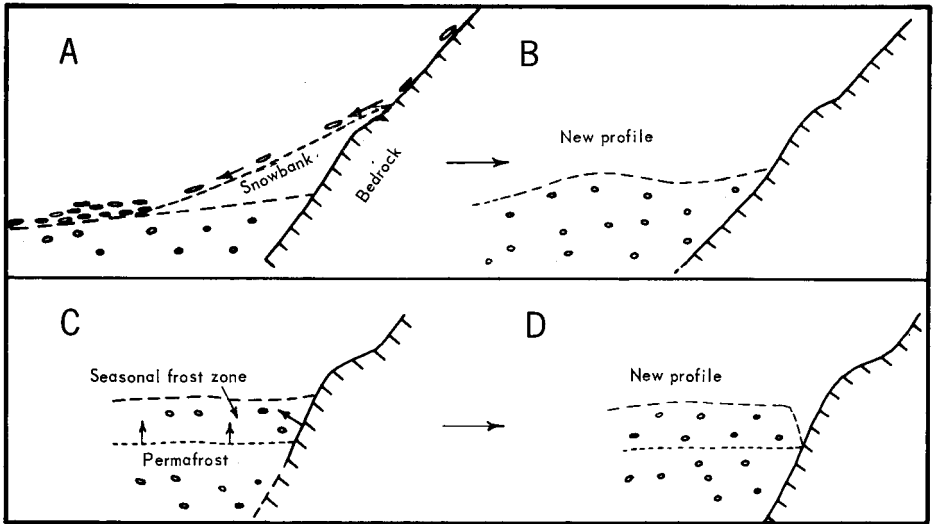 A
B
New profile
Snowbank
Bedrock
C
D
Seasonal frost zone
New profile
Permafrost